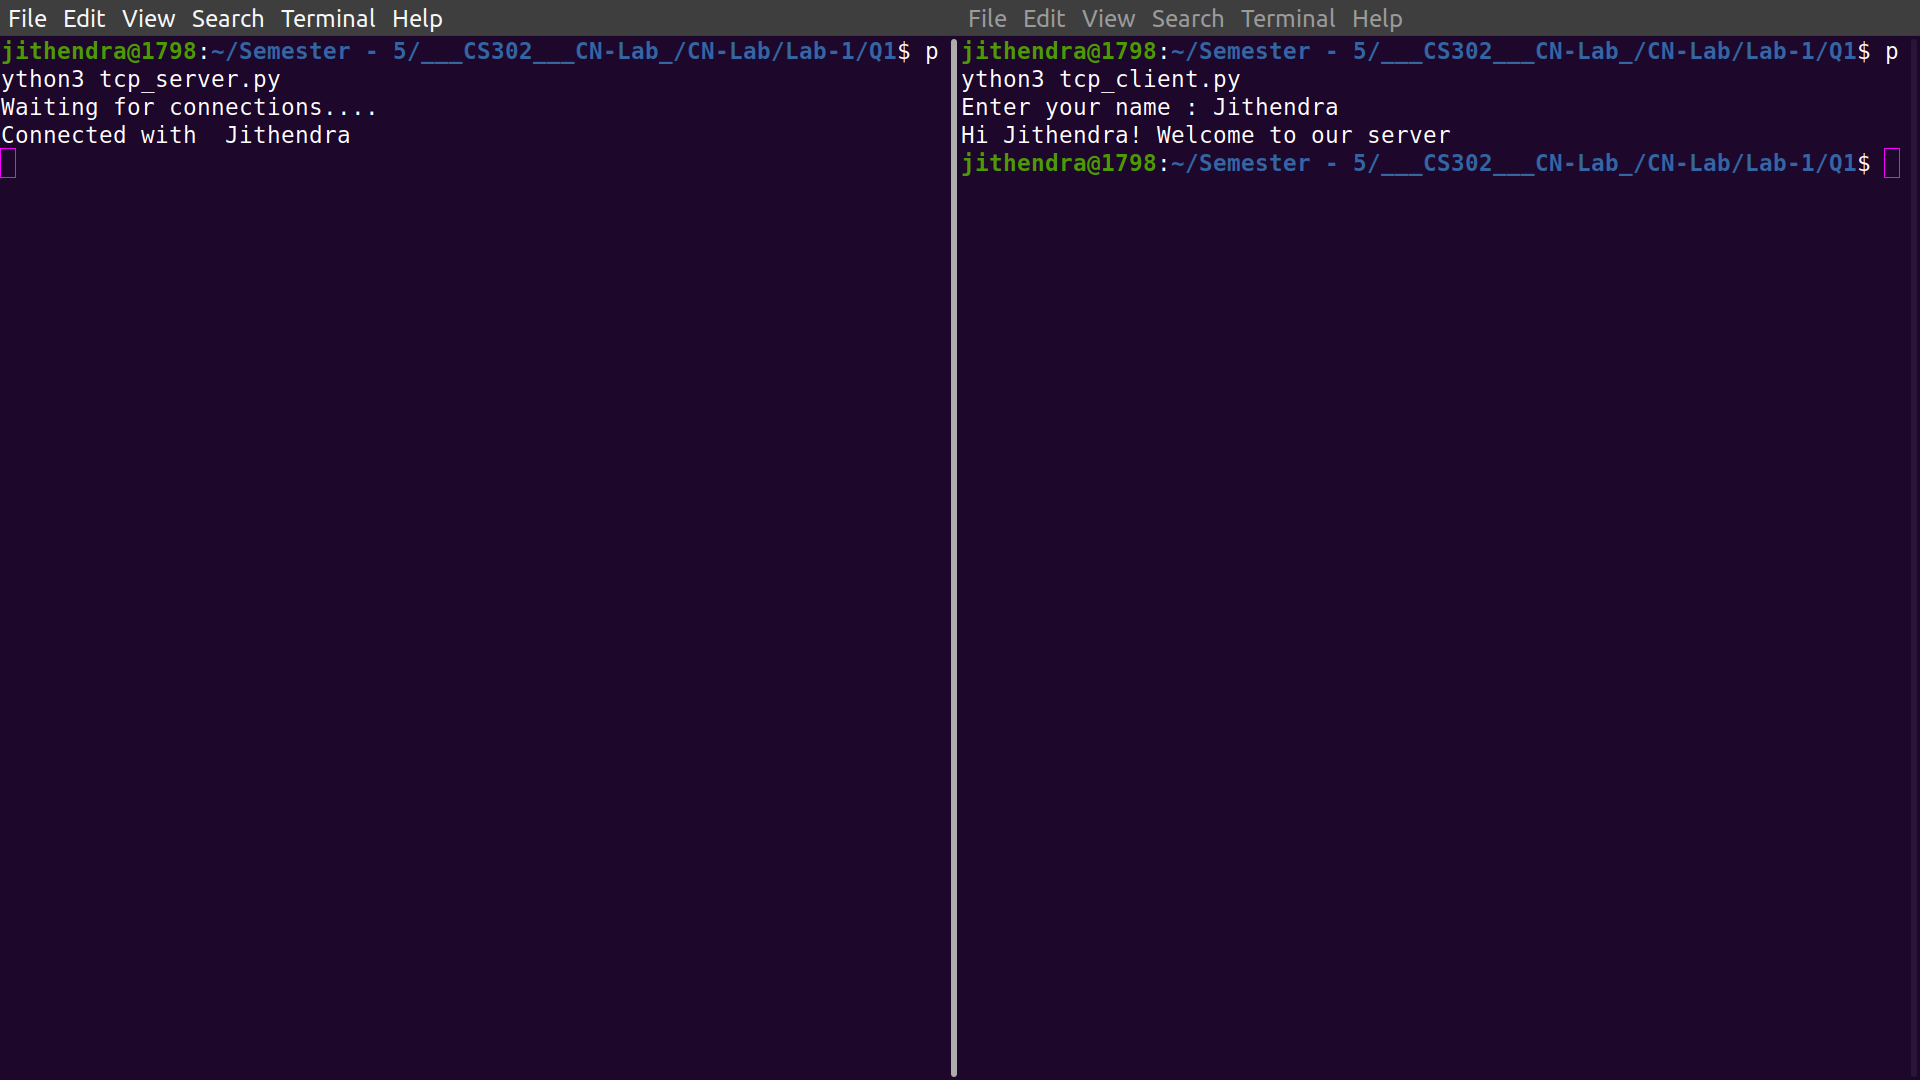 File Edit View Search Terminal Help
jithendra@1798:~/Semester - 5/___CS302___CN-Lab_/CN-Lab/Lab-1/Q1$ p
ython3 tcp_server.py
Waiting for connections....
Connected with  Jithendra
File Edit View Search Terminal Help
jithendra@1798:~/Semester - 5/___CS302___CN-Lab_/CN-Lab/Lab-1/Q1$ p
ython3 tcp_client.py
Enter your name : Jithendra
Hi Jithendra! Welcome to our server
jithendra@1798:~/Semester - 5/___CS302___CN-Lab_/CN-Lab/Lab-1/Q1$